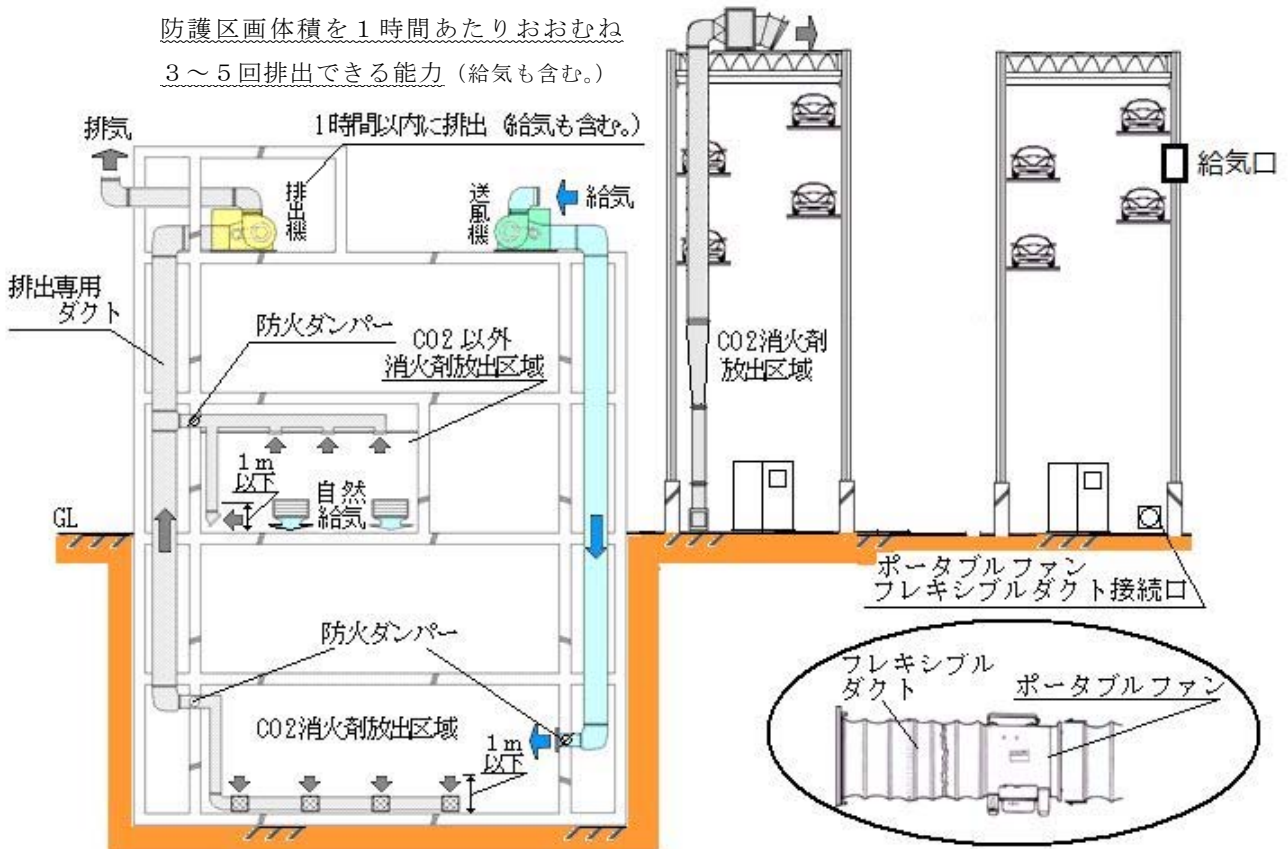 防護区画体積を１時間あたりおおむね
３～５回排出できる能力（給気も含む。）
排気
1時間以内に排出（給気も含む。）
排出機
送風機
給気
給気口
排出専用
ダクト
防火ダンパー
CO2以外
消火剤放出区域
CO2消火剤
放出区域
1m
以下
自然
給気
GL
ポータブルファン
フレキシブルダクト接続口
防火ダンパー
CO2消火剤放出区域
1m
以下
フレキシブル
ダクト
ポータブルファン